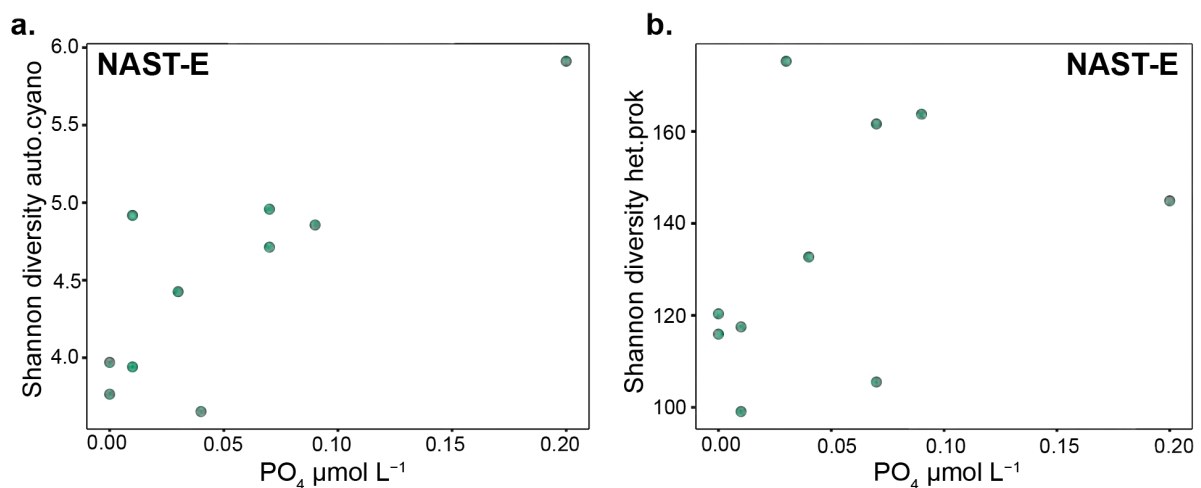 a.
NAST-E
Shannon diversity auto.cyano
6.0
5.5
5.0
4.5
4.0
0.00 0.05 0.10 0.15 0.20
PO₄ µmol L⁻¹
b.
NAST-E
Shannon diversity het.prok
160
140
120
100
0.00 0.05 0.10 0.15 0.20
PO₄ µmol L⁻¹